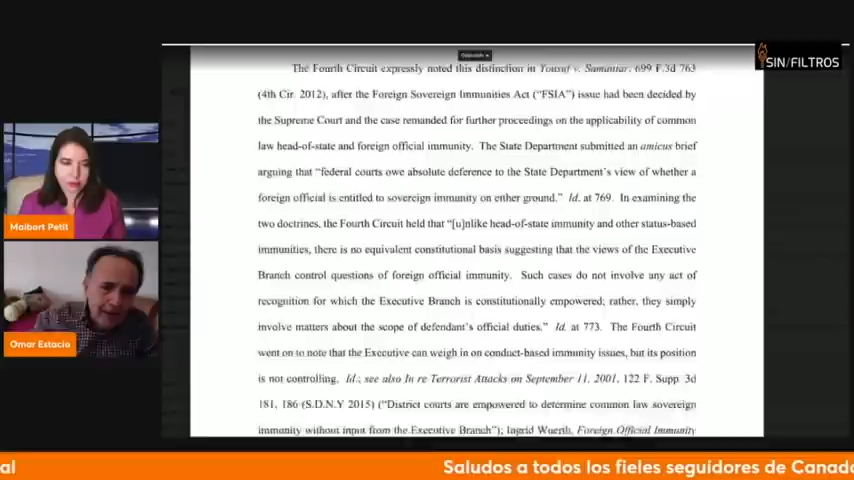 SIN/FILTROS
The Fourth Circuit expressly noted this distinction in Yousuf v. Samantar, 699 F.3d 763
(4th Cir. 2012), after the Foreign Sovereign Immunities Act ("FSIA") issue had been decided by
the Supreme Court and the case remanded for further proceedings on the applicability of common
law head-of-state and foreign official immunity. The State Department submitted an amicus brief
arguing that "federal courts owe absolute deference to the State Department's view of whether a
foreign official is entitled to sovereign immunity on either ground." Id. at 769. In examining the
two doctrines, the Fourth Circuit held that "[u]nlike head-of-state immunity and other status-based
immunities, there is no equivalent constitutional basis suggesting that the views of the Executive
Branch control questions of foreign official immunity. Such cases do not involve any act of
recognition for which the Executive Branch is constitutionally empowered; rather, they simply
involve matters about the scope of defendant's official duties." Id. at 773. The Fourth Circuit
went on to note that the Executive can weigh in on conduct-based immunity issues, but its position
is not controlling. Id.; see also In re Terrorist Attacks on September 11, 2001, 122 F. Supp. 3d
181, 186 (S.D.N.Y 2015) ("District courts are empowered to determine common law sovereign
immunity without input from the Executive Branch"); Ingrid Wuerth, Foreign Official Immunity
Maibort Petit
Omar Estacio
al
Saludos a todos los fieles seguidores de Canad